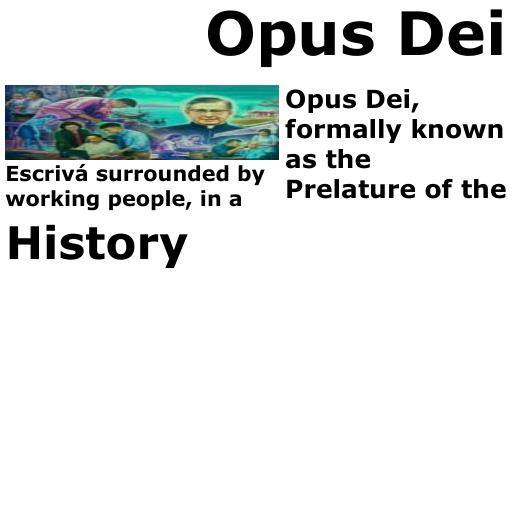 Opus Dei
Escrivá surrounded by
working people, in a
Opus Dei,
formally known
as the
Prelature of the
History